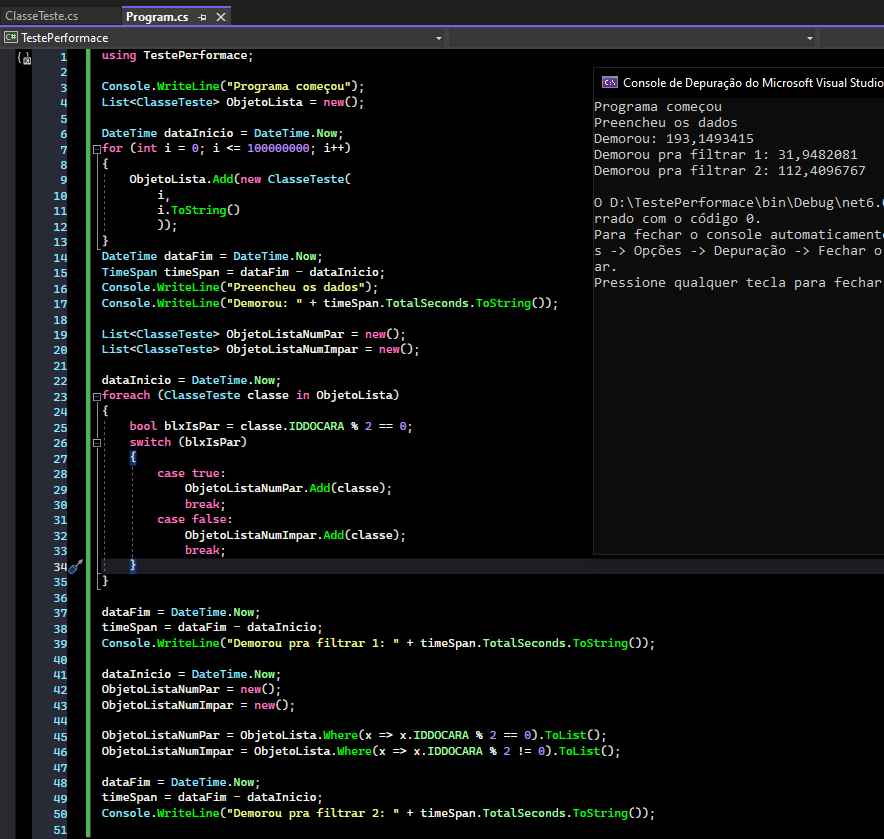 ClasseTeste.cs
Program.cs
C# TestePerformace
1 using TestePerformace;
2
3 Console.WriteLine("Programa começou");
4 List<ClasseTeste> ObjetoLista = new();
5
6 DateTime dataInicio = DateTime.Now;
7 for (int i = 0; i <= 100000000; i++)
8 {
9 ObjetoLista.Add(new ClasseTeste(
10 i,
11 i.ToString()
12 ));
13 }
14 DateTime dataFim = DateTime.Now;
15 TimeSpan timeSpan = dataFim - dataInicio;
16 Console.WriteLine("Preencheu os dados");
17 Console.WriteLine("Demorou: " + timeSpan.TotalSeconds.ToString());
18
19 List<ClasseTeste> ObjetoListaNumPar = new();
20 List<ClasseTeste> ObjetoListaNumImpar = new();
21
22 dataInicio = DateTime.Now;
23 foreach (ClasseTeste classe in ObjetoLista)
24 {
25 bool blxIsPar = classe.IDDOCARA % 2 == 0;
26 switch (blxIsPar)
27 {
28 case true:
29 ObjetoListaNumPar.Add(classe);
30 break;
31 case false:
32 ObjetoListaNumImpar.Add(classe);
33 break;
34 }
35 }
36
37 dataFim = DateTime.Now;
38 timeSpan = dataFim - dataInicio;
39 Console.WriteLine("Demorou pra filtrar 1: " + timeSpan.TotalSeconds.ToString());
40
41 dataInicio = DateTime.Now;
42 ObjetoListaNumPar = new();
43 ObjetoListaNumImpar = new();
44
45 ObjetoListaNumPar = ObjetoLista.Where(x => x.IDDOCARA % 2 == 0).ToList();
46 ObjetoListaNumImpar = ObjetoLista.Where(x => x.IDDOCARA % 2 != 0).ToList();
47
48 dataFim = DateTime.Now;
49 timeSpan = dataFim - dataInicio;
50 Console.WriteLine("Demorou pra filtrar 2: " + timeSpan.TotalSeconds.ToString());
51
Console de Depuração do Microsoft Visual Studio
Programa começou
Preencheu os dados
Demorou: 193,1493415
Demorou pra filtrar 1: 31,9482081
Demorou pra filtrar 2: 112,4096767
O D:\TestePerformace\bin\Debug\net6.0
rrado com o código 0.
Para fechar o console automaticamente
s -> Opções -> Depuração -> Fechar o
ar.
Pressione qualquer tecla para fechar